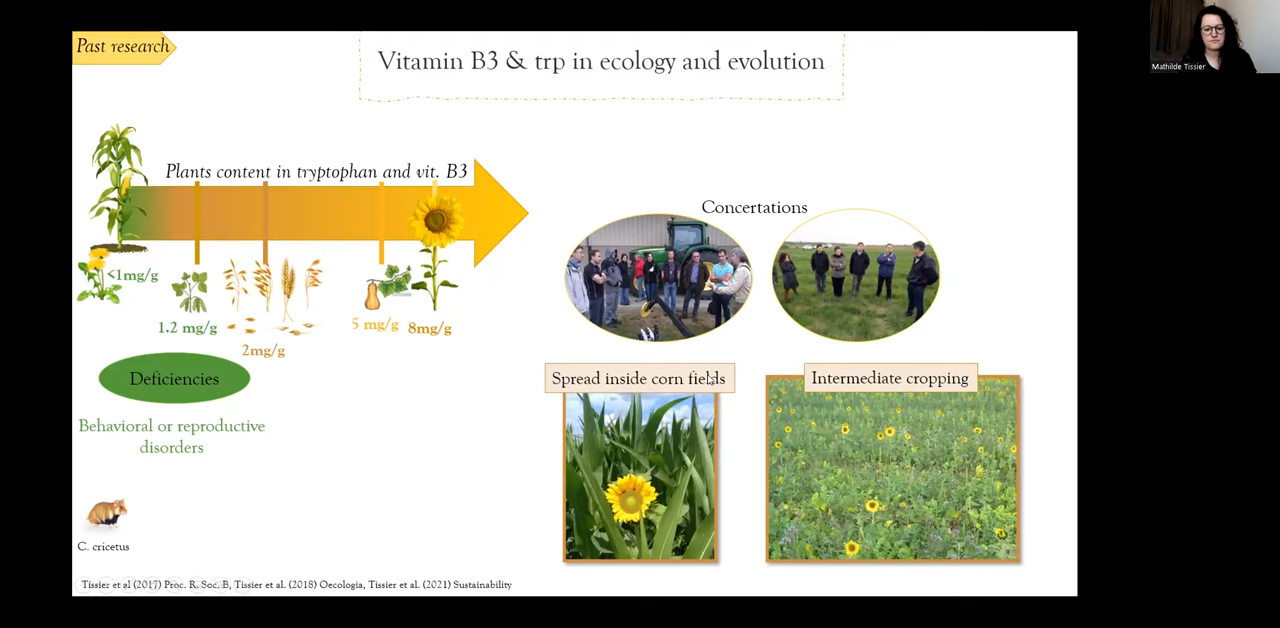 Past research
Vitamin B3 & trp in ecology and evolution
Mathilde Tissier
Plants content in tryptophan and vit. B3
<1mg/g
1.2 mg/g
2mg/g
5 mg/g
8mg/g
Concertations
Deficiencies
Behavioral or reproductive
disorders
Spread inside corn fields
Intermediate cropping
C. cricetus
Tissier et al (2017) Proc. R. Soc. B, Tissier et al. (2018) Oecologia, Tissier et al. (2021) Sustainability